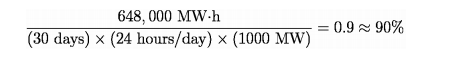 648,000 MW·h
(30 days) × (24 hours/day) × (1000 MW) = 0.9 ≈ 90%